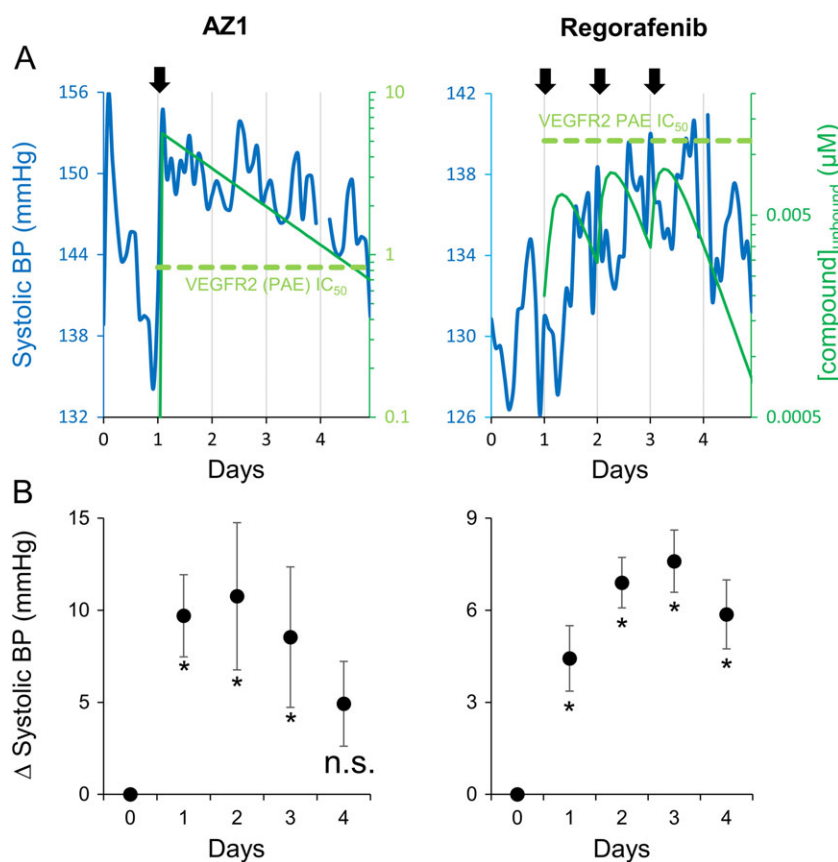 AZ1
Regorafenib
A
Systolic BP (mmHg)
156
150
144
138
132
10
1
0.1
VEGFR2 (PAE) IC50
0 1 2 3 4
Days
142
138
134
130
126
VEGFR2 PAE IC50
0.005
0.0005
[compound]unbound (µM)
0 1 2 3 4
Days
B
Δ Systolic BP (mmHg)
15
10
5
0
*
*
*
n.s.
0 1 2 3 4
Days
9
6
3
0
*
*
*
*
0 1 2 3 4
Days